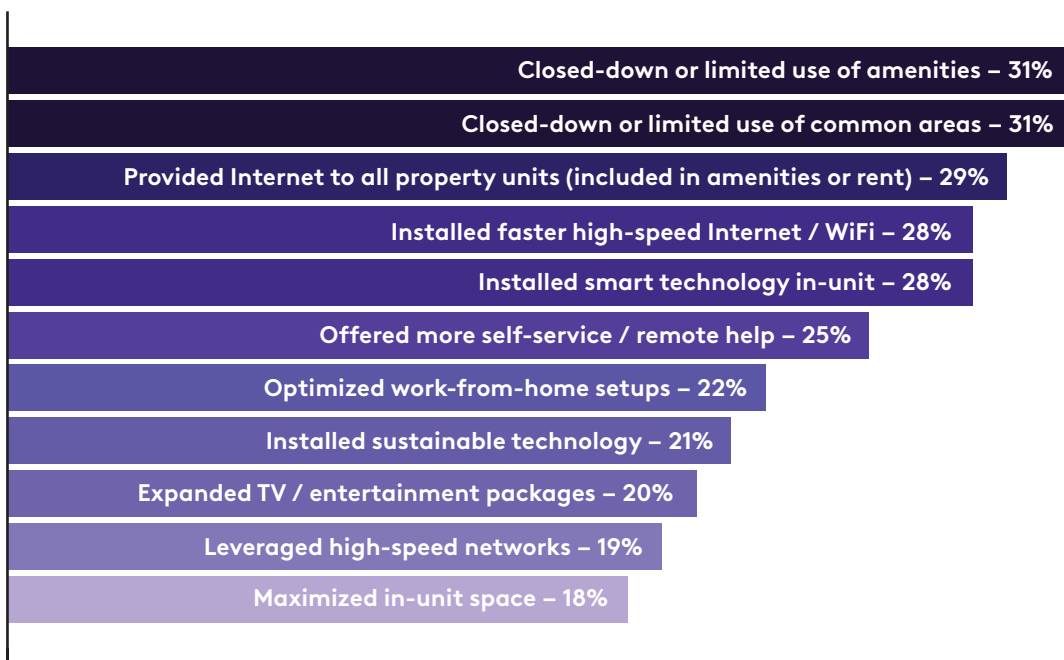 Closed-down or limited use of amenities – 31%
Closed-down or limited use of common areas – 31%
Provided Internet to all property units (included in amenities or rent) – 29%
Installed faster high-speed Internet / WiFi – 28%
Installed smart technology in-unit – 28%
Offered more self-service / remote help – 25%
Optimized work-from-home setups – 22%
Installed sustainable technology – 21%
Expanded TV / entertainment packages – 20%
Leveraged high-speed networks – 19%
Maximized in-unit space – 18%